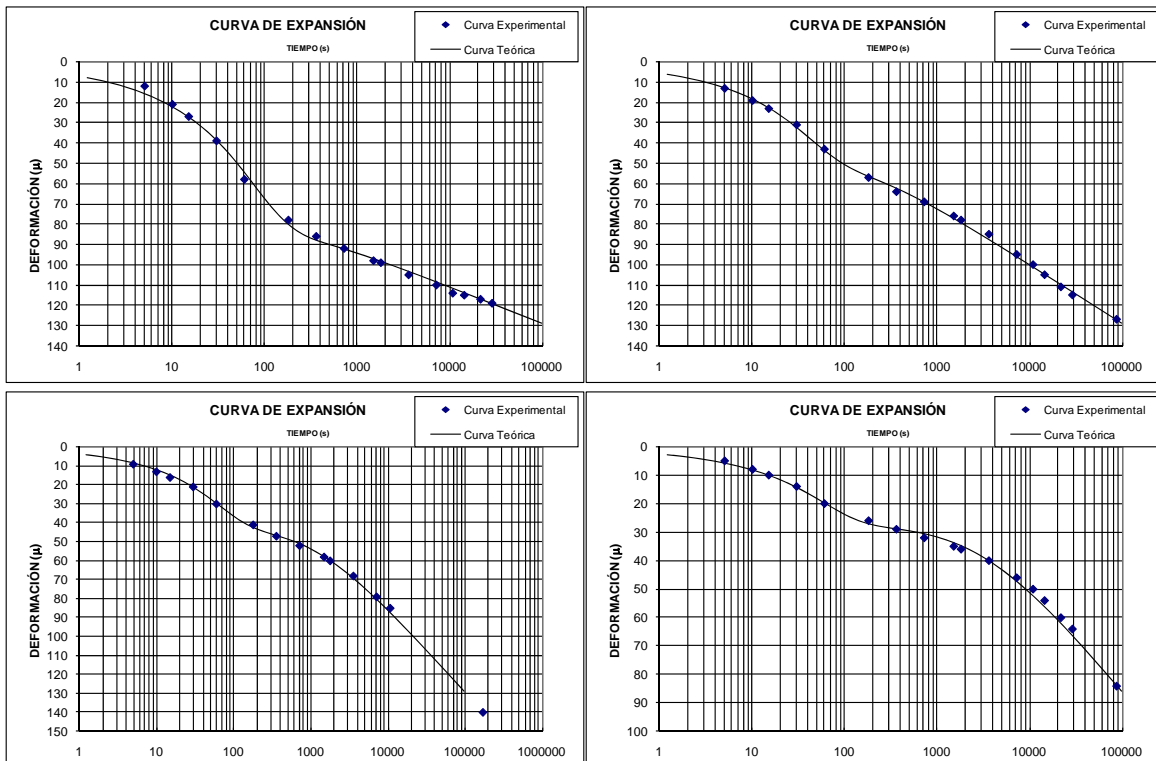 CURVA DE EXPANSIÓN
Curva Experimental
Curva Teórica
TIEMPO (s)
DEFORMACIÓN (μ)
0
10
20
30
40
50
60
70
80
90
100
110
120
130
140
1 10 100 1000 10000 100000
CURVA DE EXPANSIÓN
Curva Experimental
Curva Teórica
TIEMPO (s)
DEFORMACIÓN (μ)
0
10
20
30
40
50
60
70
80
90
100
110
120
130
140
1 10 100 1000 10000 100000
CURVA DE EXPANSIÓN
Curva Experimental
Curva Teórica
TIEMPO (s)
DEFORMACIÓN (μ)
0
10
20
30
40
50
60
70
80
90
100
110
120
130
140
150
1 10 100 1000 10000 100000 1000000
CURVA DE EXPANSIÓN
Curva Experimental
Curva Teórica
TIEMPO (s)
DEFORMACIÓN (μ)
0
10
20
30
40
50
60
70
80
90
100
1 10 100 1000 10000 100000